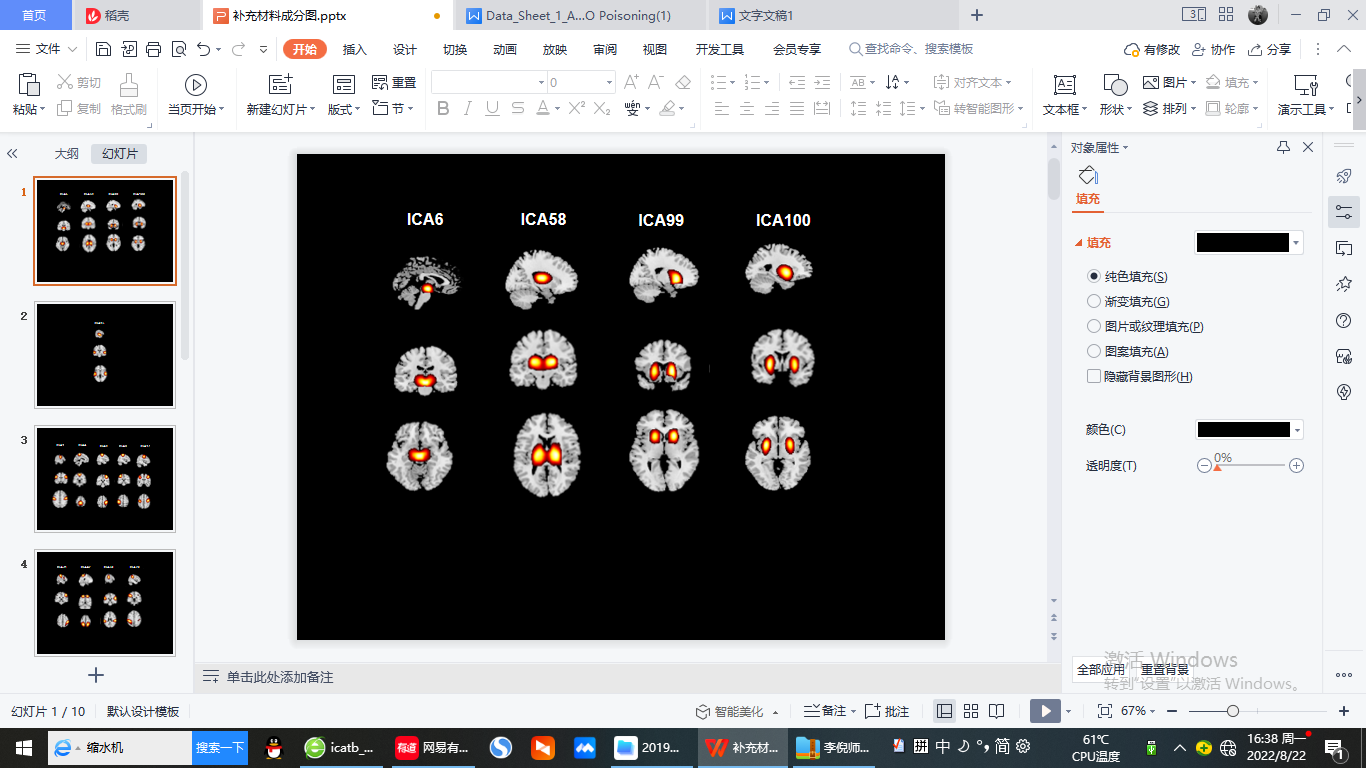 首页
稻壳
补充材料成分图.pptx
Data_Sheet_1_A...O Poisoning(1)
文字文稿1
文件
开始
插入
设计
切换
动画
放映
审阅
视图
开发工具
会员专享
查找命令、搜索模板
有修改
协作
分享
粘贴
剪切
复制
格式刷
当页开始
新建幻灯片
版式
重置
节
0
B I U S A X² X₂
对齐文本
转智能图形
文本框
形状
图片
排列
填充
轮廓
演示工具
大纲
幻灯片
1
2
3
4
ICA6
ICA58
ICA99
ICA100
对象属性
填充
填充
纯色填充(S)
渐变填充(G)
图片或纹理填充(P)
图案填充(A)
隐藏背景图形(H)
颜色(C)
透明度(T)
0%
全部应用
重置背景
激活 Windows
转到"设置"以激活 Windows。
单击此处添加备注
幻灯片 1 / 10
默认设计模板
智能美化
备注
批注
67%
缩水机
搜索一下
icatb_...
有道
网易有...
2019...
补充材...
李倪师...
拼
中
简
61℃
CPU温度
16:38 周一
2022/8/22
1